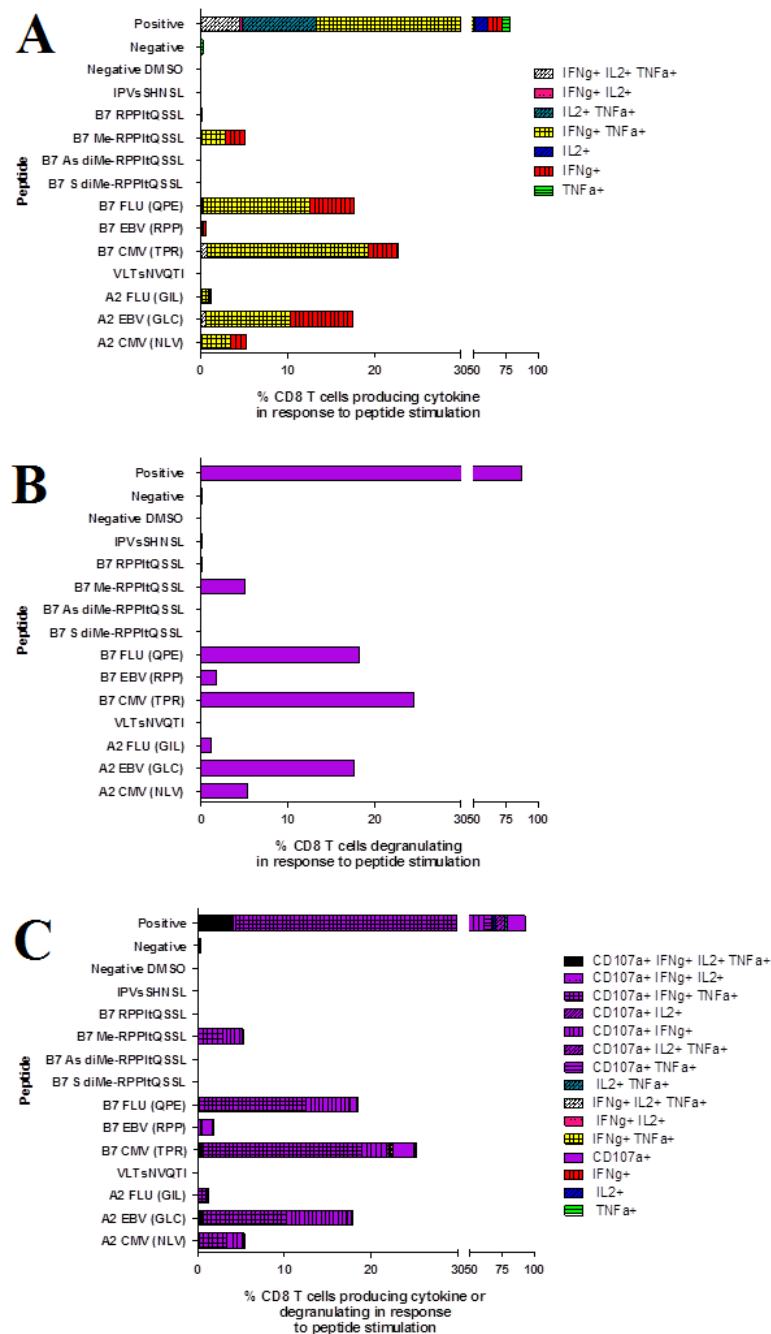 A
Positive
Negative
Negative DMSO
IPVsSHNSL
B7 RPPItQSSL
B7 Me-RPPItQSSL
B7 As diMe-RPPItQSSL
B7 S diMe-RPPItQSSL
B7 FLU (QPE)
B7 EBV (RPP)
B7 CMV (TPR)
VLTsNVQTI
A2 FLU (GIL)
A2 EBV (GLC)
A2 CMV (NLV)
Peptide
0 10 20 30 50 75 100
% CD8 T cells producing cytokine
in response to peptide stimulation
IFNg+ IL2+ TNFa+
IFNg+ IL2+
IL2+ TNFa+
IFNg+ TNFa+
IL2+
IFNg+
TNFa+
B
Positive
Negative
Negative DMSO
IPVsSHNSL
B7 RPPItQSSL
B7 Me-RPPItQSSL
B7 As diMe-RPPItQSSL
B7 S diMe-RPPItQSSL
B7 FLU (QPE)
B7 EBV (RPP)
B7 CMV (TPR)
VLTsNVQTI
A2 FLU (GIL)
A2 EBV (GLC)
A2 CMV (NLV)
Peptide
0 10 20 30 50 75 100
% CD8 T cells degranulating
in response to peptide stimulation
C
Positive
Negative
Negative DMSO
IPVsSHNSL
B7 RPPItQSSL
B7 Me-RPPItQSSL
B7 As diMe-RPPItQSSL
B7 S diMe-RPPItQSSL
B7 FLU (QPE)
B7 EBV (RPP)
B7 CMV (TPR)
VLTsNVQTI
A2 FLU (GIL)
A2 EBV (GLC)
A2 CMV (NLV)
Peptide
0 10 20 30 50 75 100
% CD8 T cells producing cytokine or
degranulating in response
to peptide stimulation
CD107a+ IFNg+ IL2+ TNFa+
CD107a+ IFNg+ IL2+
CD107a+ IFNg+ TNFa+
CD107a+ IL2+
CD107a+ IFNg+
CD107a+ IL2+ TNFa+
CD107a+ TNFa+
IL2+ TNFa+
IFNg+ IL2+ TNFa+
IFNg+ IL2+
IFNg+ TNFa+
CD107a+
IFNg+
IL2+
TNFa+